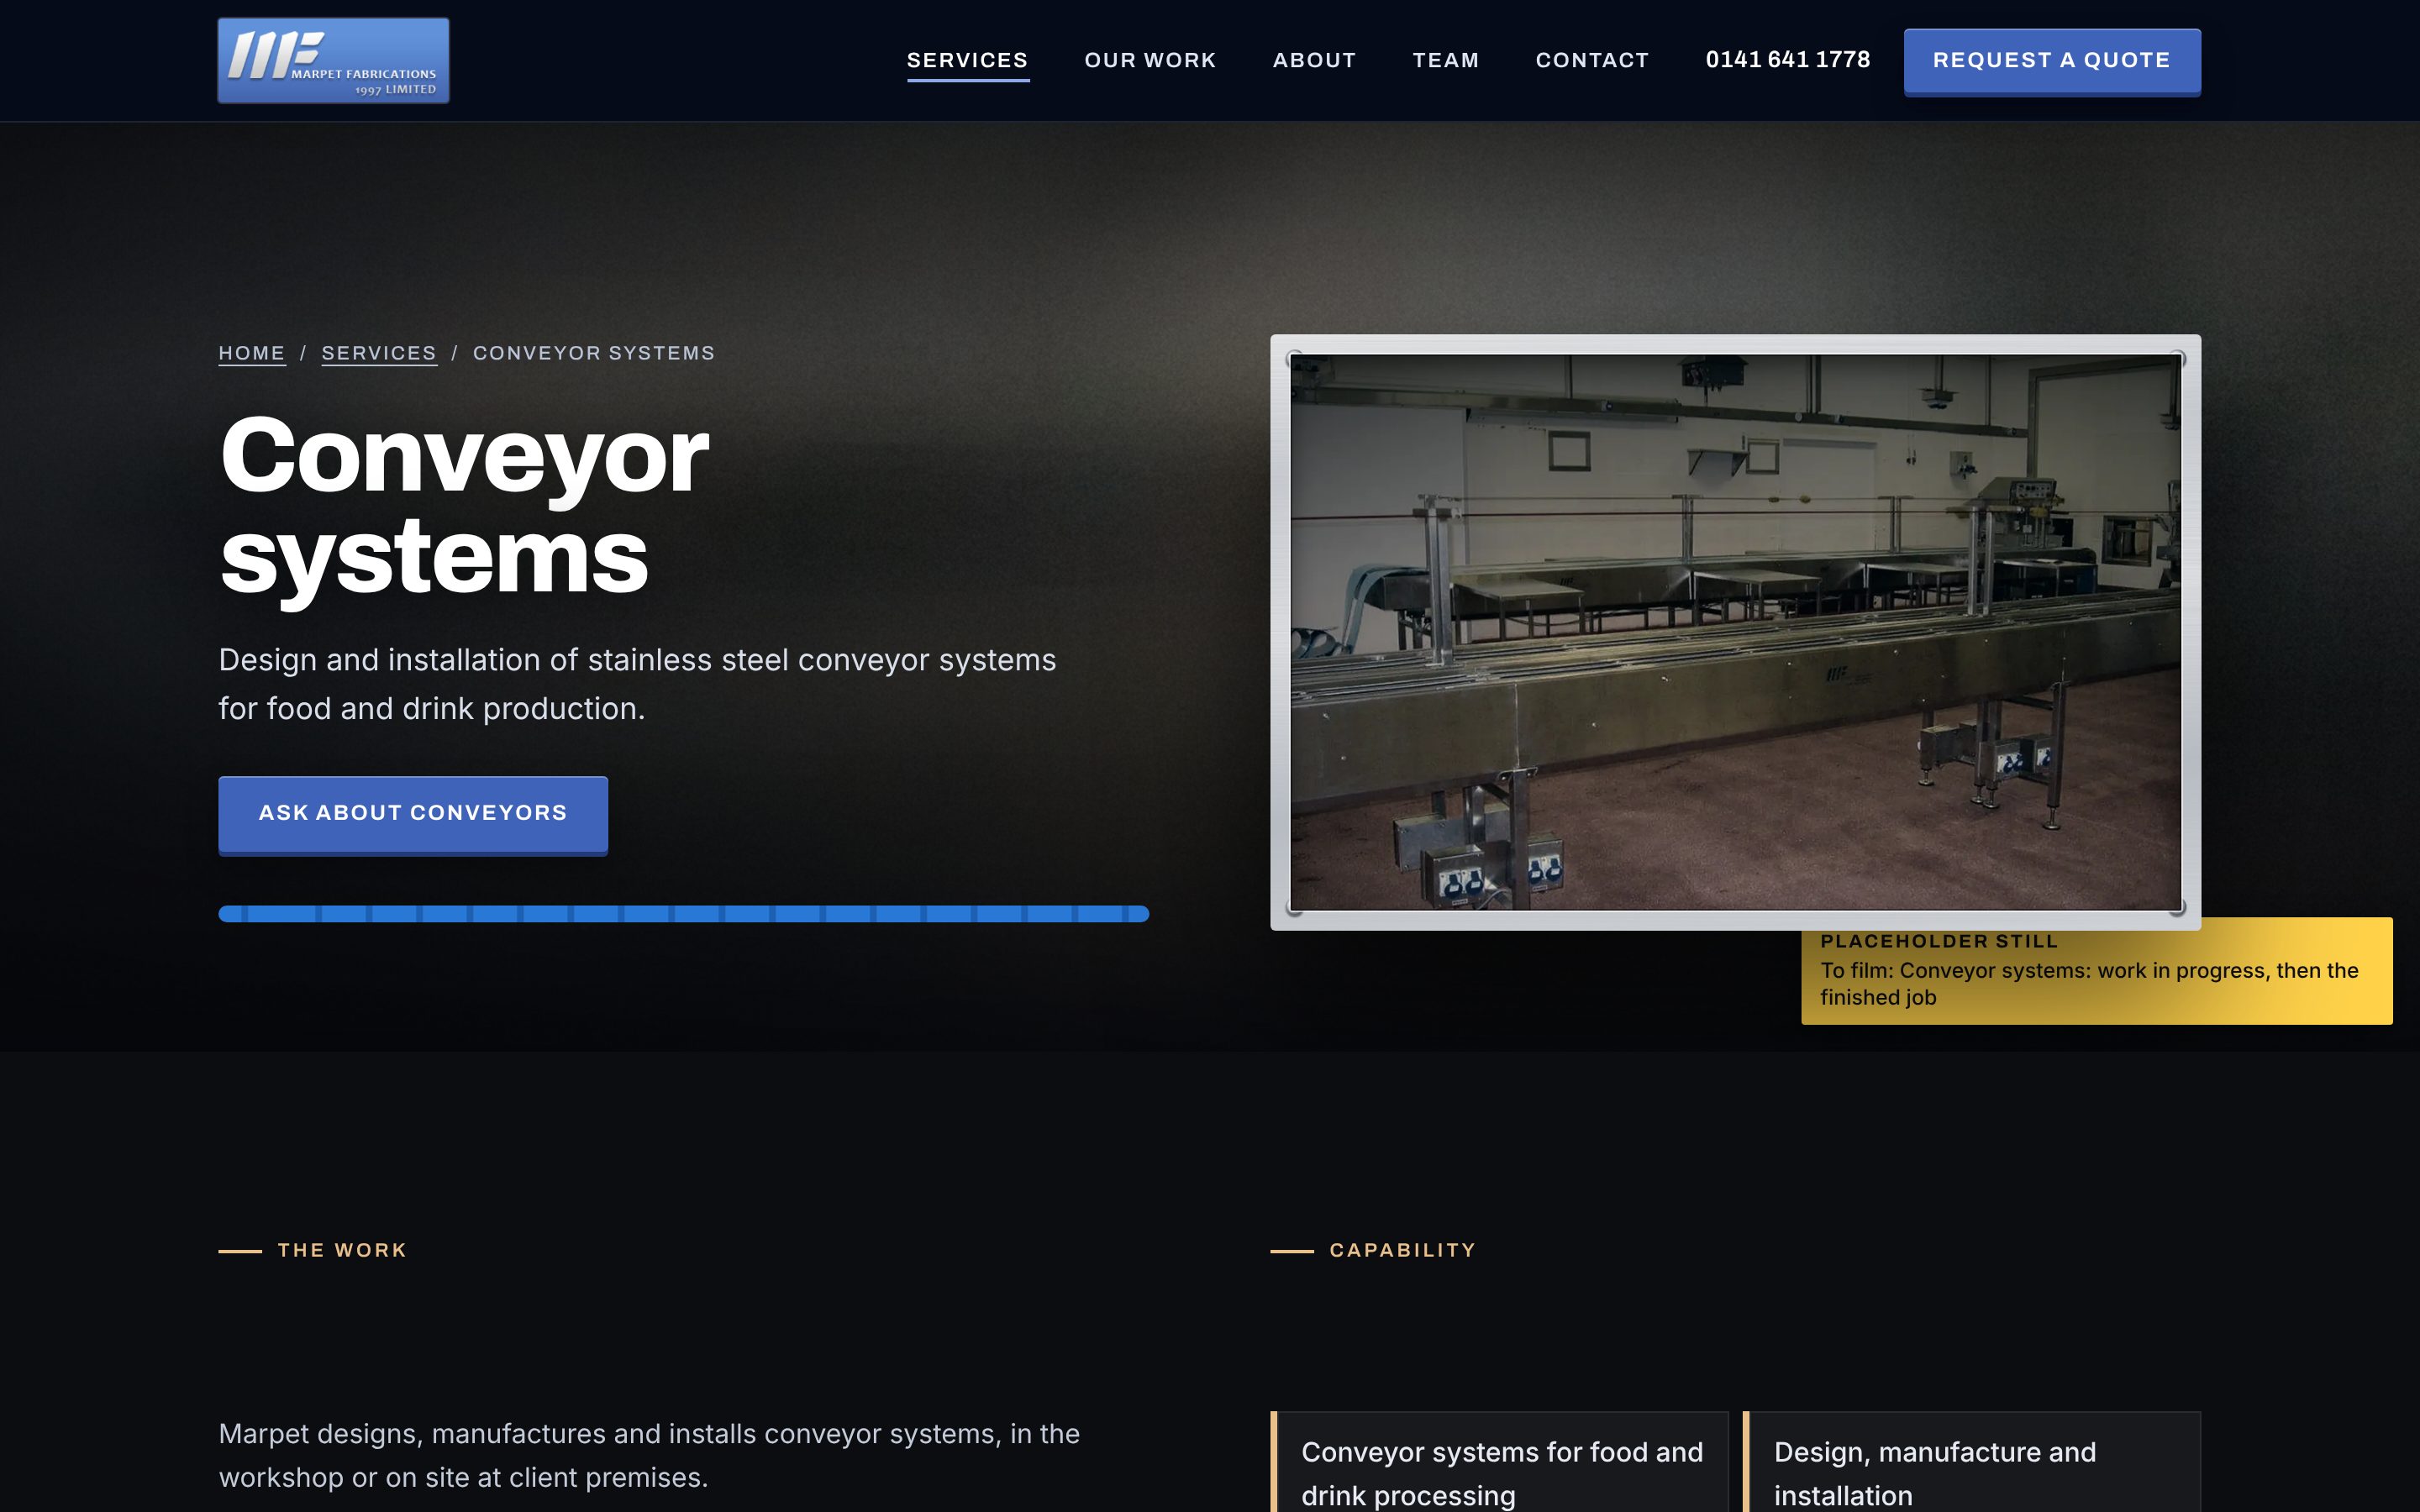 MARPET FABRICATIONS
1997 LIMITED
SERVICES
OUR WORK
ABOUT
TEAM
CONTACT
0141 641 1778
REQUEST A QUOTE
HOME / SERVICES / CONVEYOR SYSTEMS
Conveyor
systems
Design and installation of stainless steel conveyor systems
for food and drink production.
ASK ABOUT CONVEYORS
PLACEHOLDER STILL
To film: Conveyor systems: work in progress, then the
finished job
THE WORK
Marpet designs, manufactures and installs conveyor systems, in the
workshop or on site at client premises.
CAPABILITY
Conveyor systems for food and
drink processing
Design, manufacture and
installation